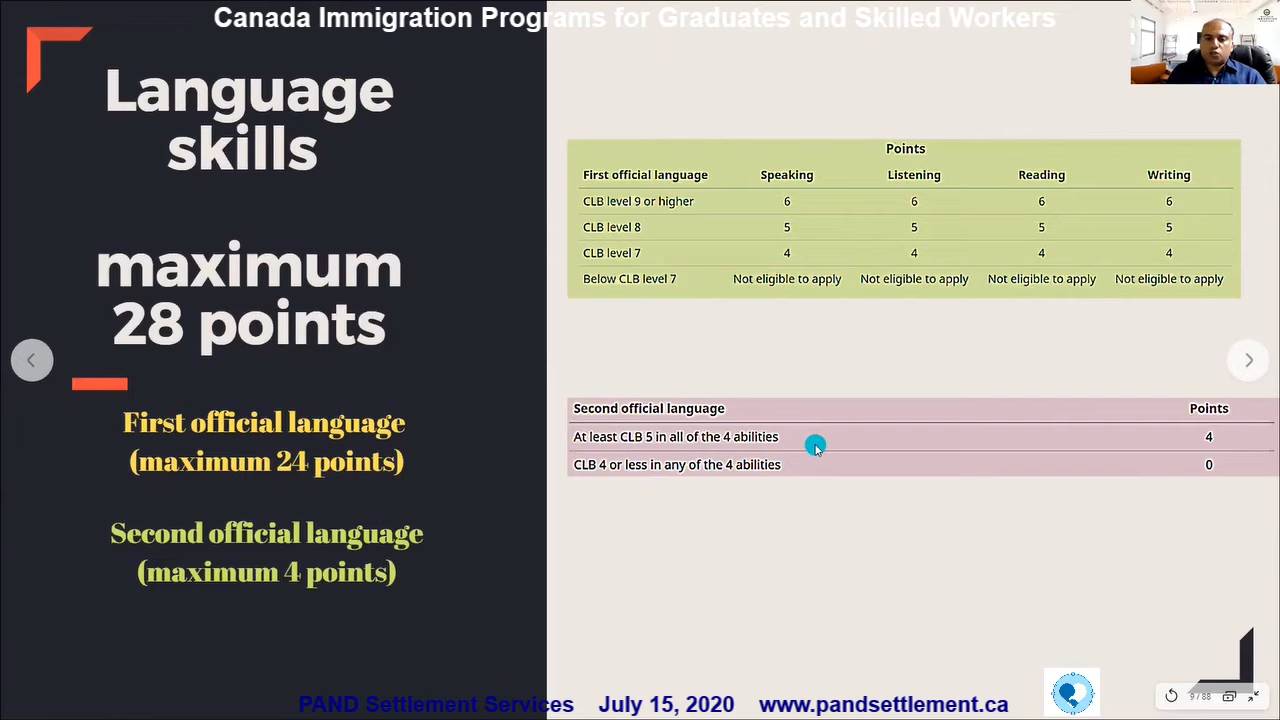 Canada Immigration Programs for Graduates and Skilled Workers
Language
skills
maximum
28 points
First official language
(maximum 24 points)
Second official language
(maximum 4 points)
Points
First official language Speaking Listening Reading Writing
CLB level 9 or higher 6 6 6 6
CLB level 8 5 5 5 5
CLB level 7 4 4 4 4
Below CLB level 7 Not eligible to apply Not eligible to apply Not eligible to apply Not eligible to apply
Second official language Points
At least CLB 5 in all of the 4 abilities 4
CLB 4 or less in any of the 4 abilities 0
PAND Settlement Services July 15, 2020 www.pandsettlement.ca
9 / 88